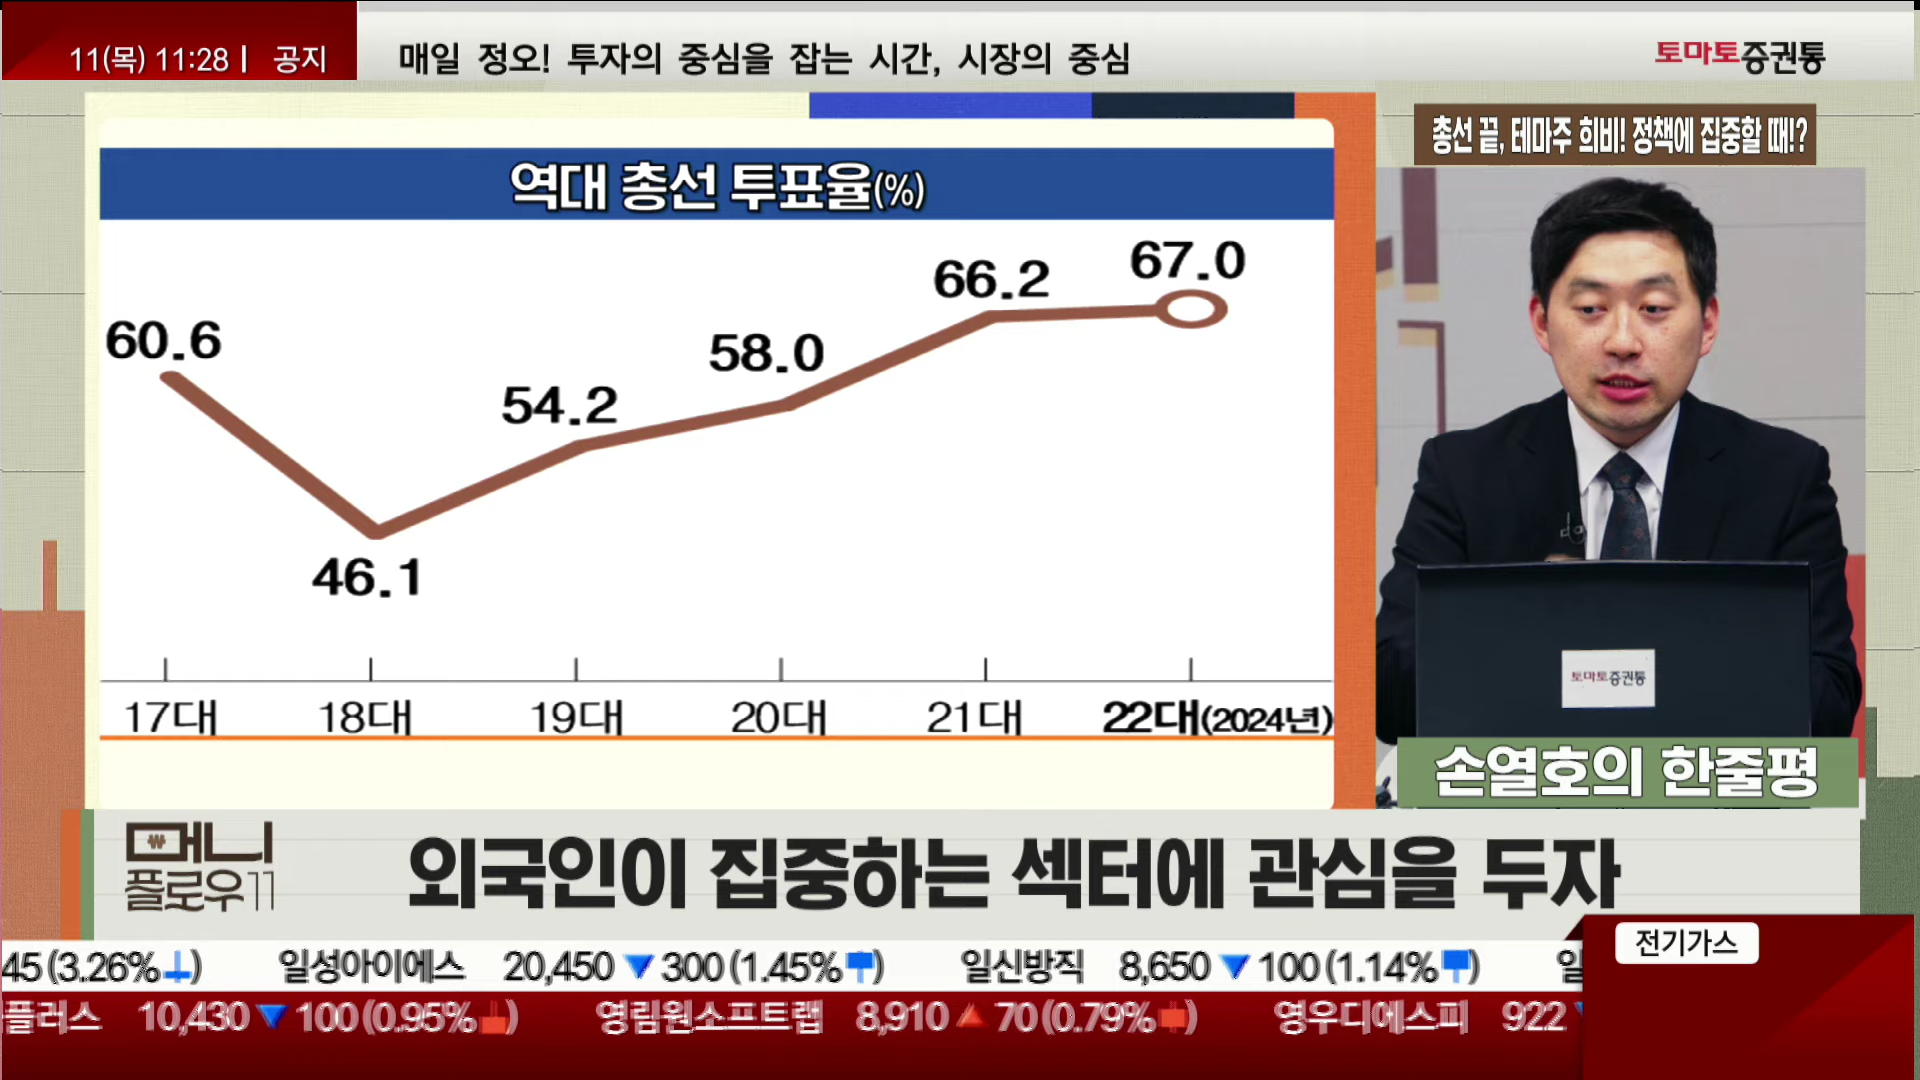 11(목) 11:28 | 공지
매일 정오! 투자의 중심을 잡는 시간, 시장의 중심
토마토증권통
총선 끝, 테마주 희비! 정책에 집중할 때!?
역대 총선 투표율(%)
60.6
46.1
54.2
58.0
66.2
67.0
17대 18대 19대 20대 21대 22대(2024년)
토마토증권통
손열호의 한줄평
머니
플로우11
외국인이 집중하는 섹터에 관심을 두자
전기가스
45(3.26%) 일성아이에스 20,450 ▼300(1.45%) 일신방직 8,650 ▼100(1.14%)
플러스 10,430 ▼100(0.95%) 영림원소프트랩 8,910 ▲70(0.79%) 영우디에스피 922